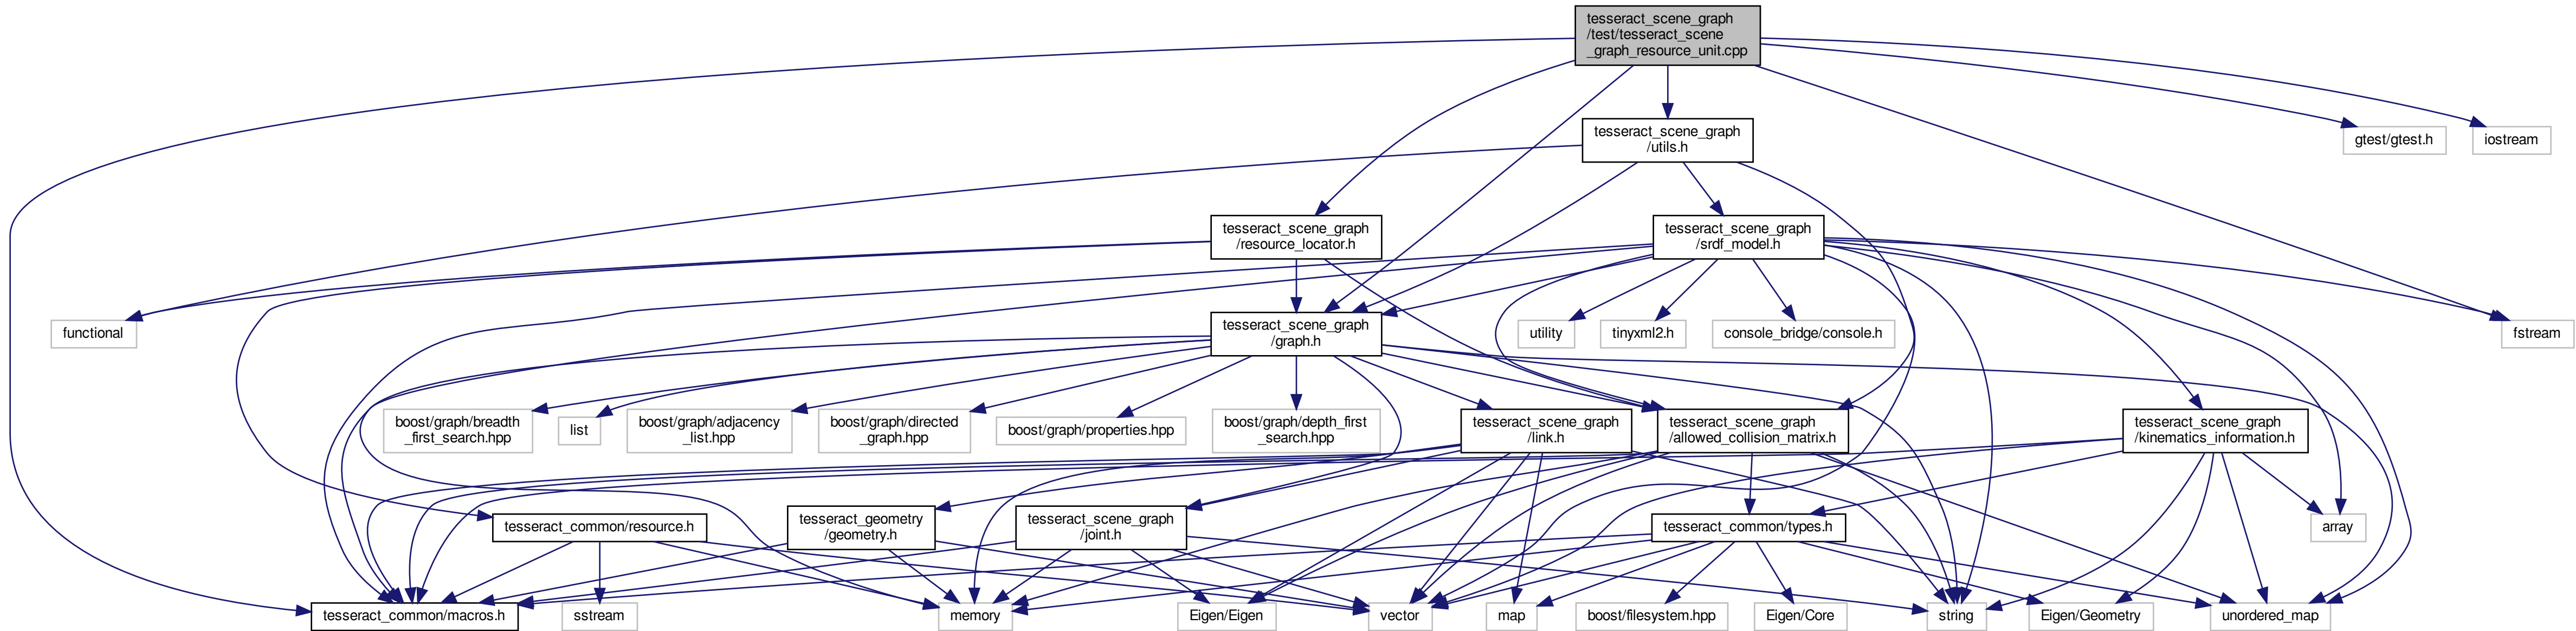 tesseract_scene_graph
/test/tesseract_scene
_graph_resource_unit.cpp
tesseract_scene_graph
/utils.h
gtest/gtest.h
iostream
tesseract_scene_graph
/resource_locator.h
tesseract_scene_graph
/srdf_model.h
functional
tesseract_scene_graph
/graph.h
utility
tinyxml2.h
console_bridge/console.h
fstream
boost/graph/breadth
_first_search.hpp
list
boost/graph/adjacency
_list.hpp
boost/graph/directed
_graph.hpp
boost/graph/properties.hpp
boost/graph/depth_first
_search.hpp
tesseract_scene_graph
/link.h
tesseract_scene_graph
/allowed_collision_matrix.h
tesseract_scene_graph
/kinematics_information.h
tesseract_common/resource.h
tesseract_geometry
/geometry.h
tesseract_scene_graph
/joint.h
tesseract_common/types.h
array
tesseract_common/macros.h
sstream
memory
Eigen/Eigen
vector
map
boost/filesystem.hpp
Eigen/Core
string
Eigen/Geometry
unordered_map